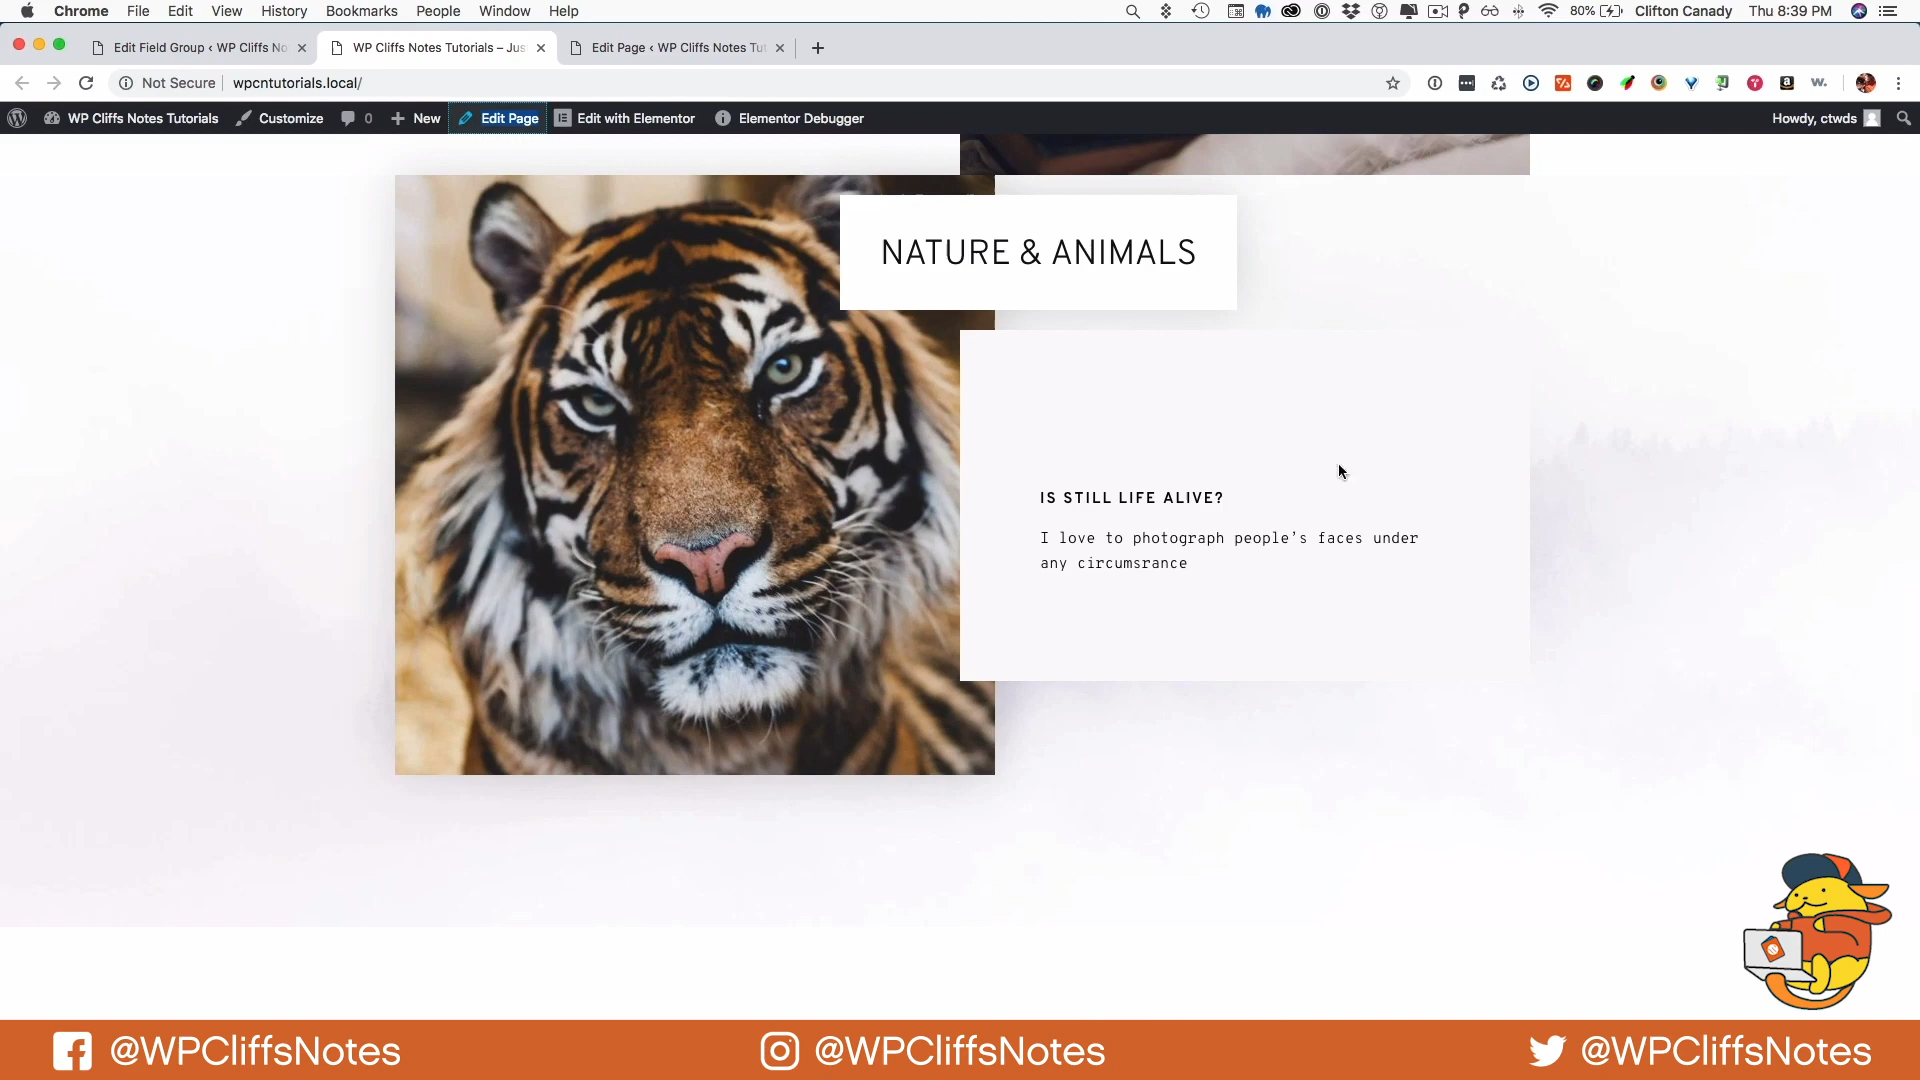 Chrome File Edit View History Bookmarks People Window Help
80% Clifton Canady Thu 8:39 PM
Edit Field Group ‹ WP Cliffs No
WP Cliffs Notes Tutorials – Jus
Edit Page ‹ WP Cliffs Notes Tut
Not Secure wpcntutorials.local/
WP Cliffs Notes Tutorials Customize 0 New Edit Page Edit with Elementor Elementor Debugger Howdy, ctwds
NATURE & ANIMALS
IS STILL LIFE ALIVE?
I love to photograph people’s faces under
any circumsrance
@WPCliffsNotes @WPCliffsNotes @WPCliffsNotes